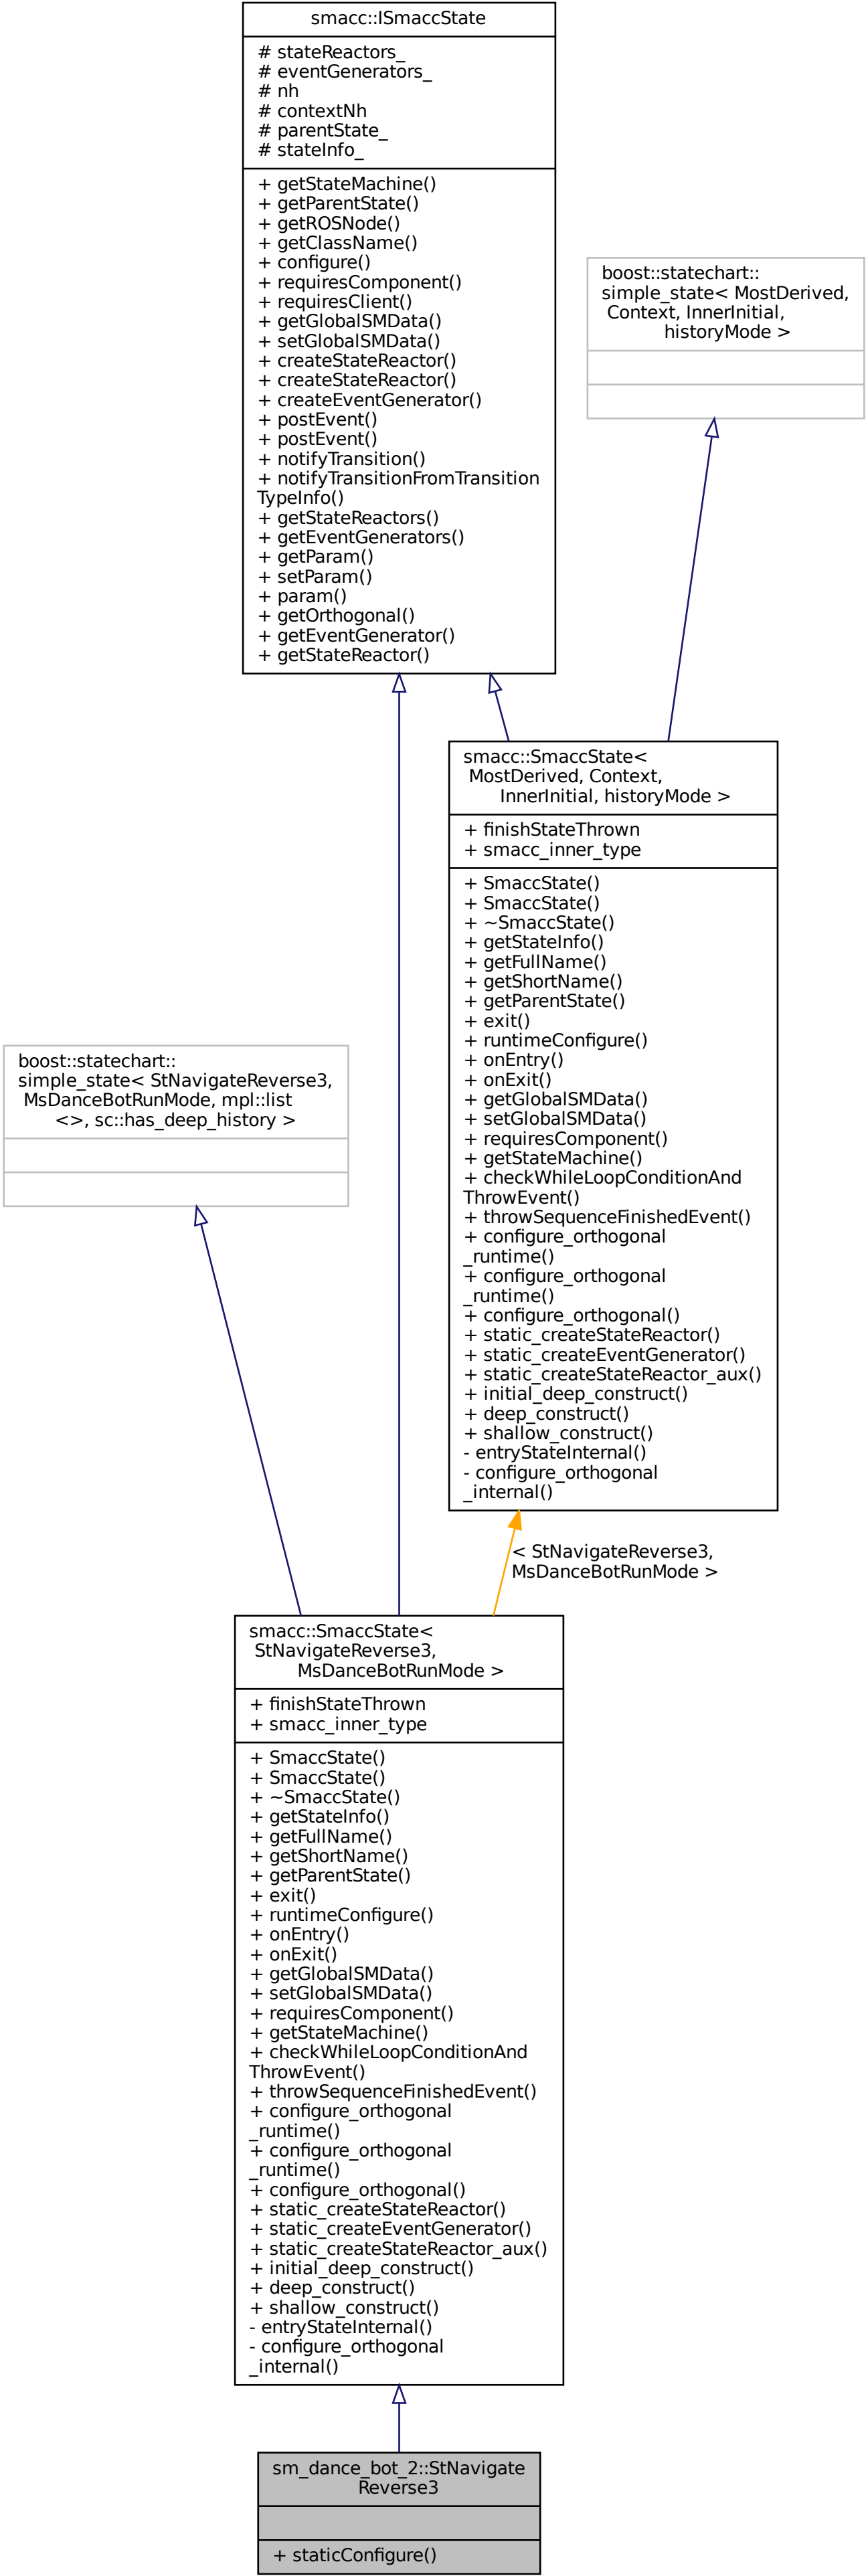 smacc::ISmaccState
# stateReactors_
# eventGenerators_
# nh
# contextNh
# parentState_
# stateInfo_
+ getStateMachine()
+ getParentState()
+ getROSNode()
+ getClassName()
+ configure()
+ requiresComponent()
+ requiresClient()
+ getGlobalSMData()
+ setGlobalSMData()
+ createStateReactor()
+ createStateReactor()
+ createEventGenerator()
+ postEvent()
+ postEvent()
+ notifyTransition()
+ notifyTransitionFromTransition
TypeInfo()
+ getStateReactors()
+ getEventGenerators()
+ getParam()
+ setParam()
+ param()
+ getOrthogonal()
+ getEventGenerator()
+ getStateReactor()
boost::statechart::
simple_state< MostDerived,
Context, InnerInitial,
historyMode >
smacc::SmaccState<
MostDerived, Context,
InnerInitial, historyMode >
+ finishStateThrown
+ smacc_inner_type
+ SmaccState()
+ SmaccState()
+ ~SmaccState()
+ getStateInfo()
+ getFullName()
+ getShortName()
+ getParentState()
+ exit()
+ runtimeConfigure()
+ onEntry()
+ onExit()
+ getGlobalSMData()
+ setGlobalSMData()
+ requiresComponent()
+ getStateMachine()
+ checkWhileLoopConditionAnd
ThrowEvent()
+ throwSequenceFinishedEvent()
+ configure_orthogonal
_runtime()
+ configure_orthogonal
_runtime()
+ configure_orthogonal()
+ static_createStateReactor()
+ static_createEventGenerator()
+ static_createStateReactor_aux()
+ initial_deep_construct()
+ deep_construct()
+ shallow_construct()
- entryStateInternal()
- configure_orthogonal
_internal()
boost::statechart::
simple_state< StNavigateReverse3,
MsDanceBotRunMode, mpl::list
<>, sc::has_deep_history >
< StNavigateReverse3,
MsDanceBotRunMode >
smacc::SmaccState<
StNavigateReverse3,
MsDanceBotRunMode >
+ finishStateThrown
+ smacc_inner_type
+ SmaccState()
+ SmaccState()
+ ~SmaccState()
+ getStateInfo()
+ getFullName()
+ getShortName()
+ getParentState()
+ exit()
+ runtimeConfigure()
+ onEntry()
+ onExit()
+ getGlobalSMData()
+ setGlobalSMData()
+ requiresComponent()
+ getStateMachine()
+ checkWhileLoopConditionAnd
ThrowEvent()
+ throwSequenceFinishedEvent()
+ configure_orthogonal
_runtime()
+ configure_orthogonal
_runtime()
+ configure_orthogonal()
+ static_createStateReactor()
+ static_createEventGenerator()
+ static_createStateReactor_aux()
+ initial_deep_construct()
+ deep_construct()
+ shallow_construct()
- entryStateInternal()
- configure_orthogonal
_internal()
sm_dance_bot_2::StNavigate
Reverse3
+ staticConfigure()